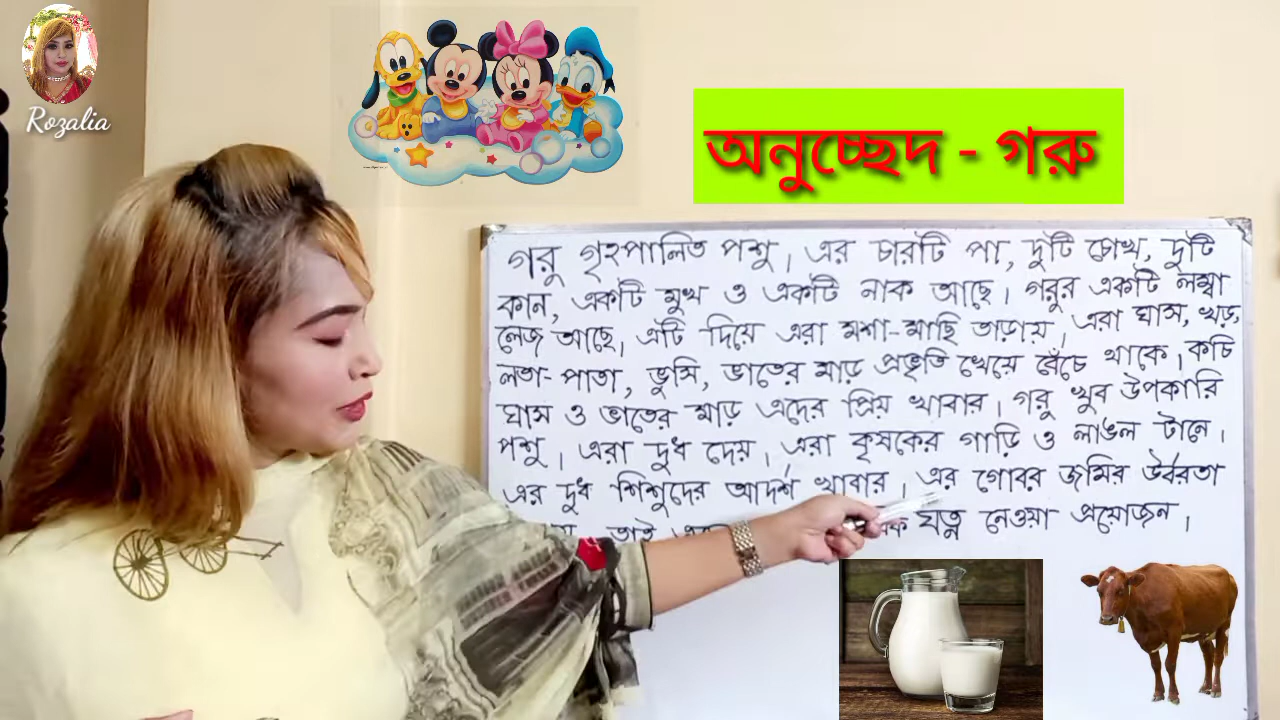 Rozalia
অনুচ্ছেদ - গরু
গরু গৃহপালিত পশু। এর চারটি পা, দুটি চোখ, দুটি
কান, একটি মুখ ও একটি নাক আছে। গরুর একটি লম্বা
লেজ আছে। এটি দিয়ে এরা মশা-মাছি তাড়ায়। এরা ঘাস, খড়,
লতা-পাতা, ভুসি, ভাতের মাড় প্রভৃতি খেয়ে বেঁচে থাকে। কচি
ঘাস ও ভাতের মাড় এদের প্রিয় খাবার। গরু খুব উপকারি
পশু। এরা দুধ দেয়। এরা কৃষকের গাড়ি ও লাঙল টানে।
এর দুধ শিশুদের আদর্শ খাবার। এর গোবর জমির উর্বরতা
তাই যত্ন নেওয়া প্রয়োজন।